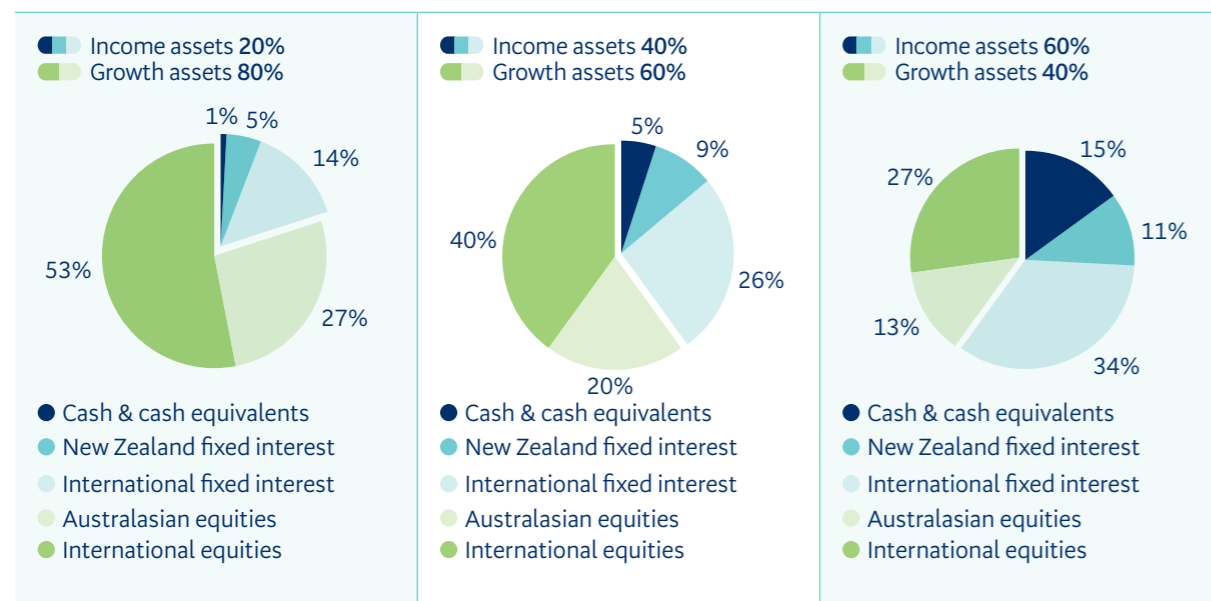 Income assets 20%
Growth assets 80%
1%
5%
14%
53%
27%
Cash & cash equivalents
New Zealand fixed interest
International fixed interest
Australasian equities
International equities
Income assets 40%
Growth assets 60%
5%
9%
40%
26%
20%
Cash & cash equivalents
New Zealand fixed interest
International fixed interest
Australasian equities
International equities
Income assets 60%
Growth assets 40%
15%
27%
11%
13%
34%
Cash & cash equivalents
New Zealand fixed interest
International fixed interest
Australasian equities
International equities